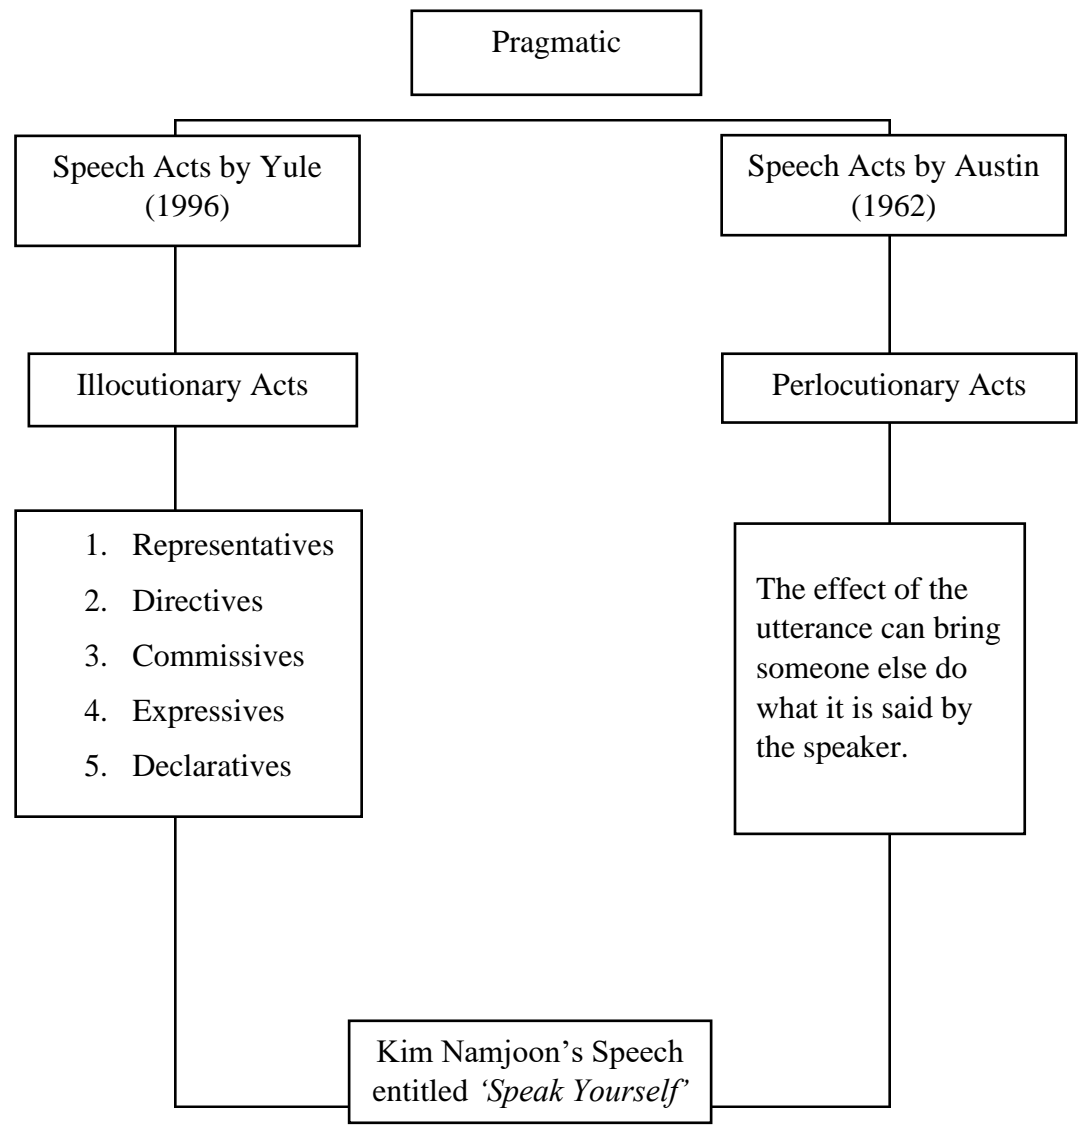 Pragmatic
Speech Acts by Yule
(1996)
Speech Acts by Austin
(1962)
Illocutionary Acts
Perlocutionary Acts
1. Representatives
2. Directives
3. Commissives
4. Expressives
5. Declaratives
The effect of the
utterance can bring
someone else do
what it is said by
the speaker.
Kim Namjoon’s Speech
entitled ‘Speak Yourself’